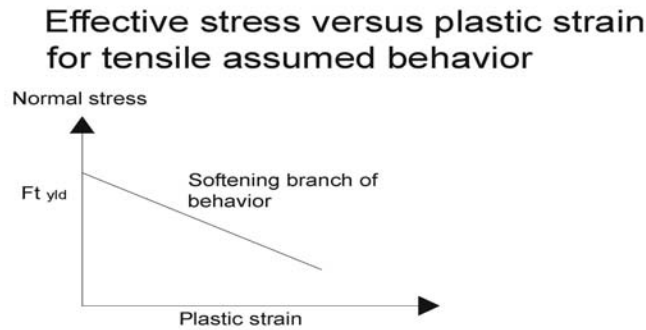 Effective stress versus plastic strain
for tensile assumed behavior
Normal stress
Softening branch of
behavior
Ft yld
Plastic strain